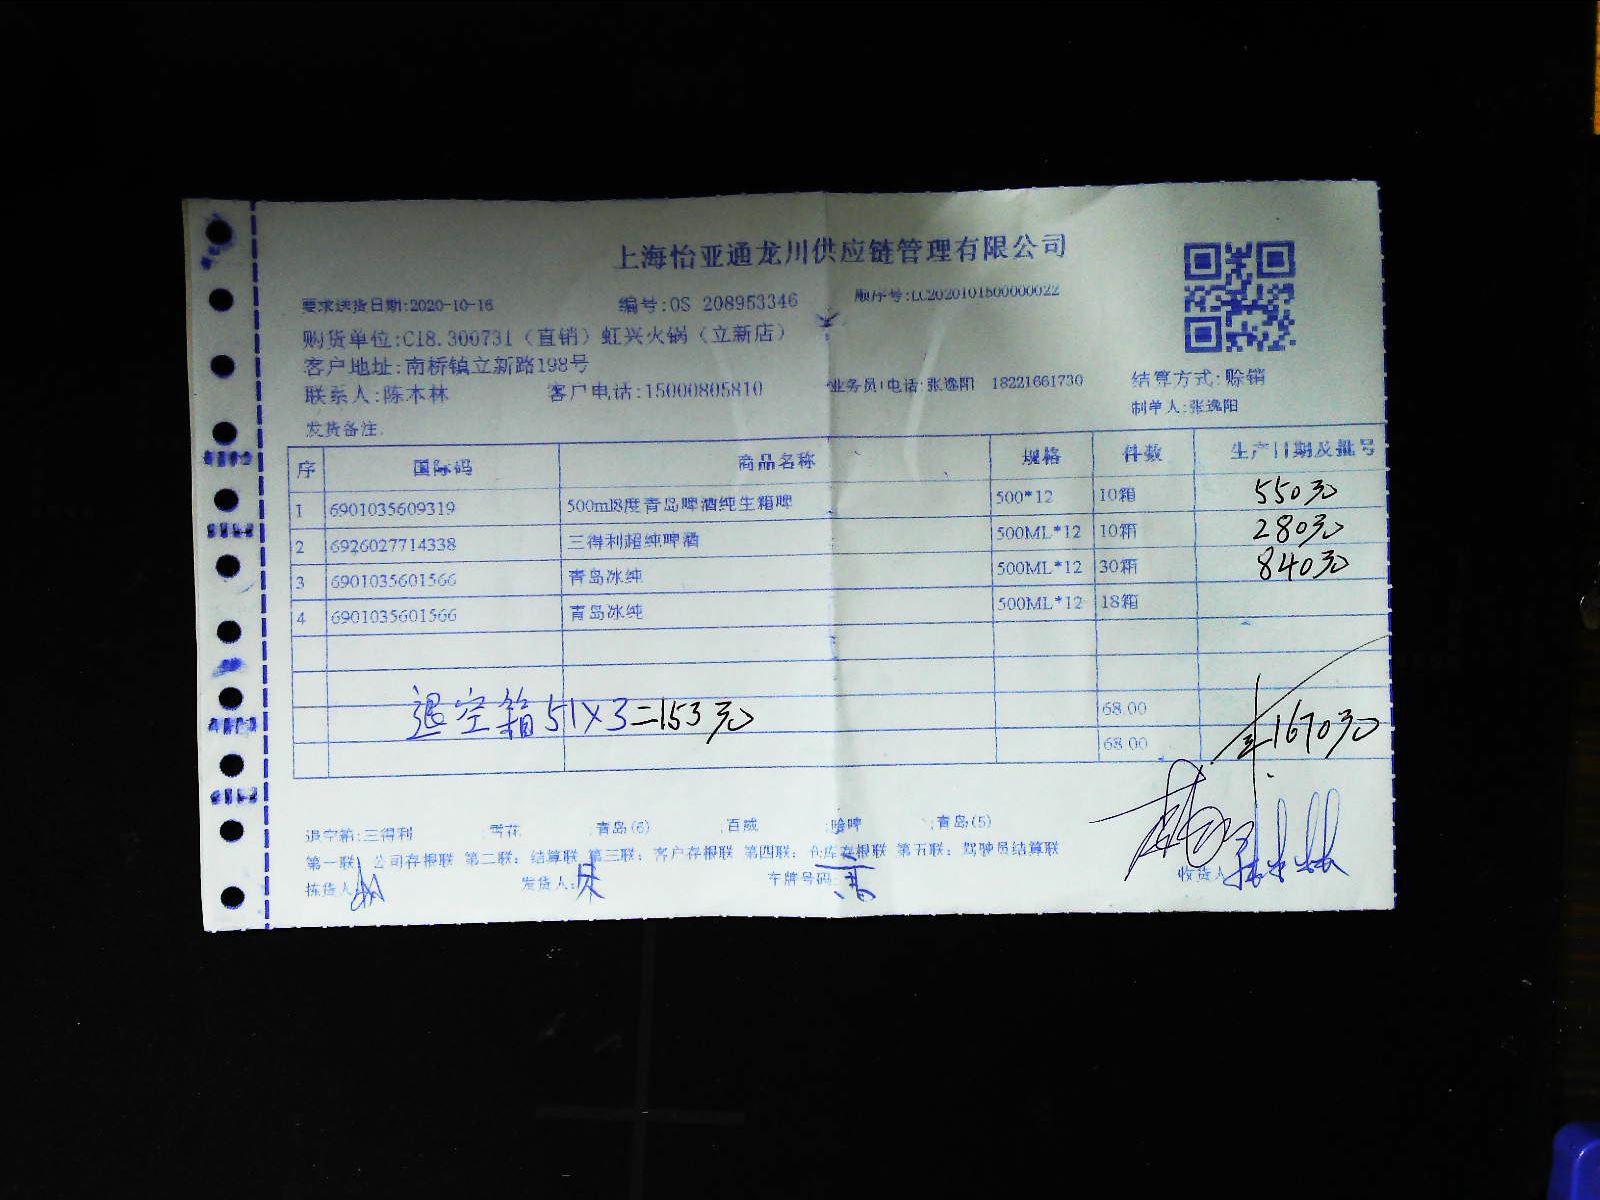 上海怡亚通龙川供应链管理有限公司
要求送货日期:2020-10-16 编号:OS 208953346 顺序号:LC2020101500000022
购货单位:C18.300731（直销）虹兴火锅（立新店）
客户地址:南桥镇立新路198号
联系人:陈木林 客户电话:15000805810 业务员!电话:张逸阳 18221661730 结算方式:赊销
制单人:张逸阳
发货备注:
序 国际码 商品名称 规格 件数 生产日期及批号
1 6901035609319 500ml8度青岛啤酒纯生箱啤 500*12 10箱 550元
2 6926027714338 三得利超纯啤酒 500ML*12 10箱 280元
3 6901035601566 青岛冰纯 500ML*12 30箱 840元
4 6901035601566 青岛冰纯 500ML*12 18箱
退空箱51X3=153元 68.00
68.00 1670元
退空箱:三得利 :雪花 :青岛(6) :百威 :哈啤 :青岛(5)
第一联: 公司存根联 第二联: 结算联 第三联: 客户存根联 第四联: 仓库存根联 第五联: 驾驶员结算联
拣货人: 发货人:朱 车牌号码: 收货人